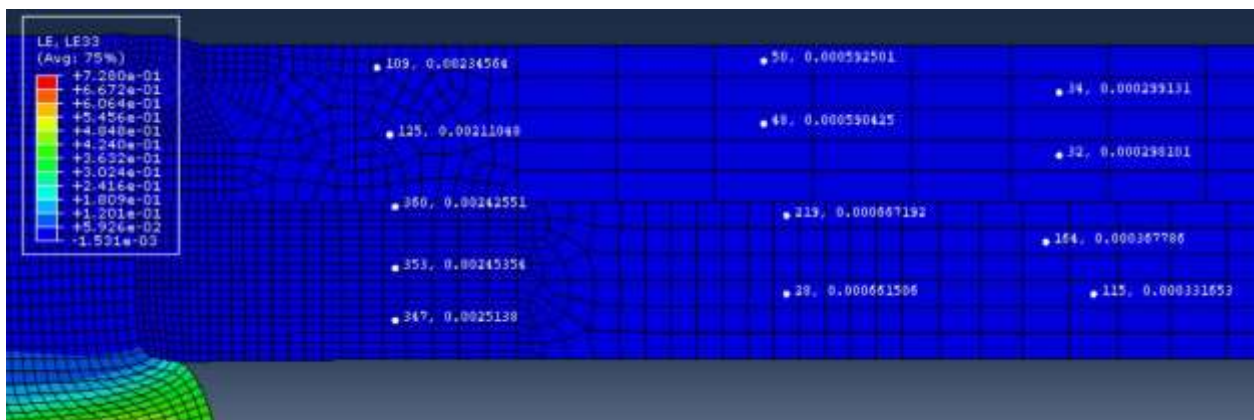 LE, LE33
(Avg: 75%)
+7.280e-01
+6.672e-01
+6.064e-01
+5.456e-01
+4.848e-01
+4.240e-01
+3.632e-01
+3.024e-01
+2.416e-01
+1.809e-01
+1.201e-01
+5.926e-02
-1.531e-03
109, 0.00234564
50, 0.000592501
34, 0.000299131
125, 0.00211048
48, 0.000590425
32, 0.000298101
360, 0.00242551
219, 0.000667192
164, 0.000367786
353, 0.00245354
28, 0.000661506
115, 0.000331653
347, 0.0025138